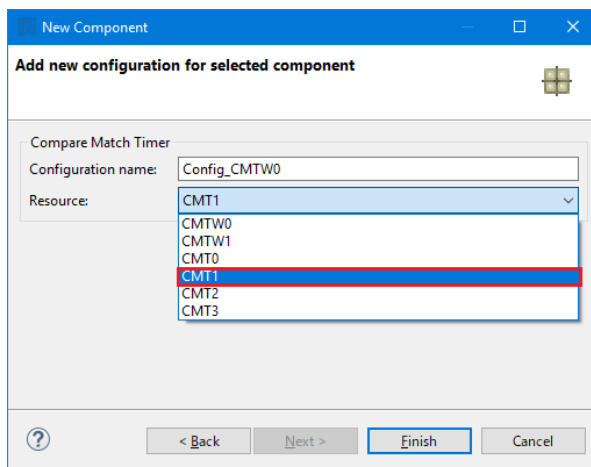 New Component
Add new configuration for selected component
Compare Match Timer
Configuration name: Config_CMTW0
Resource: CMT1
CMTW0
CMTW1
CMT0
CMT1
CMT2
CMT3
? < Back Next > Finish Cancel